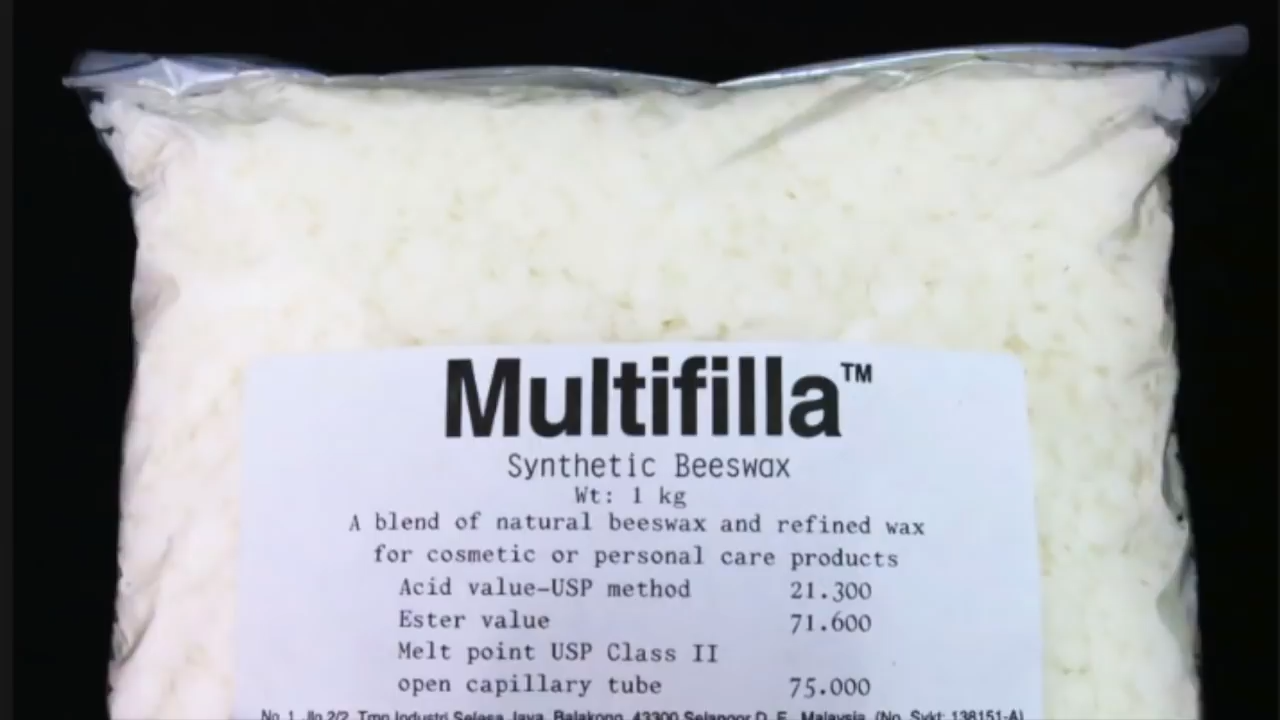 Multifilla™
Synthetic Beeswax
Wt: 1 kg
A blend of natural beeswax and refined wax
for cosmetic or personal care products
Acid value-USP method 21.300
Ester value 71.600
Melt point USP Class II
open capillary tube 75.000
No. 1, Jln 2/2, Tmn Industri Selesa Jaya, Balakong, 43300 Selangor D. E., Malaysia. (No. Sykt: 138151-A)